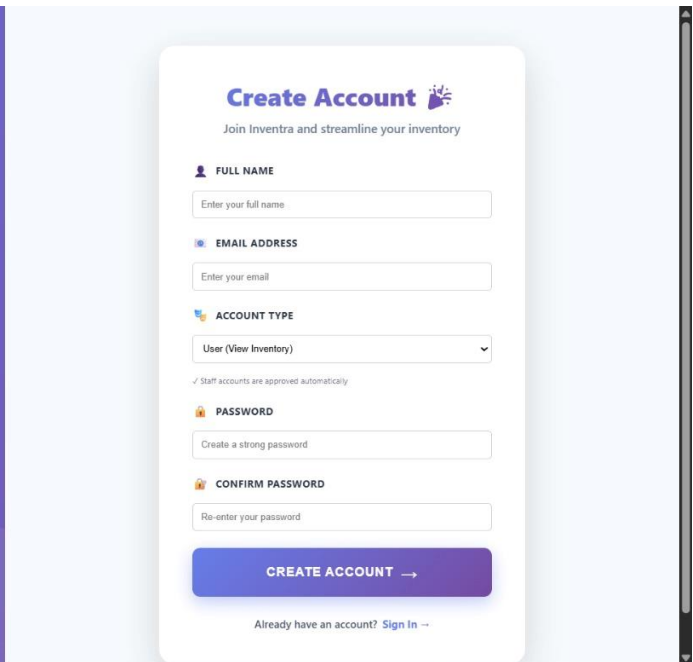 Create Account 🎉
Join Inventra and streamline your inventory
👤 FULL NAME
Enter your full name
📧 EMAIL ADDRESS
Enter your email
🎭 ACCOUNT TYPE
User (View Inventory)
✓ Staff accounts are approved automatically
🔒 PASSWORD
Create a strong password
🔐 CONFIRM PASSWORD
Re-enter your password
CREATE ACCOUNT →
Already have an account? Sign In →